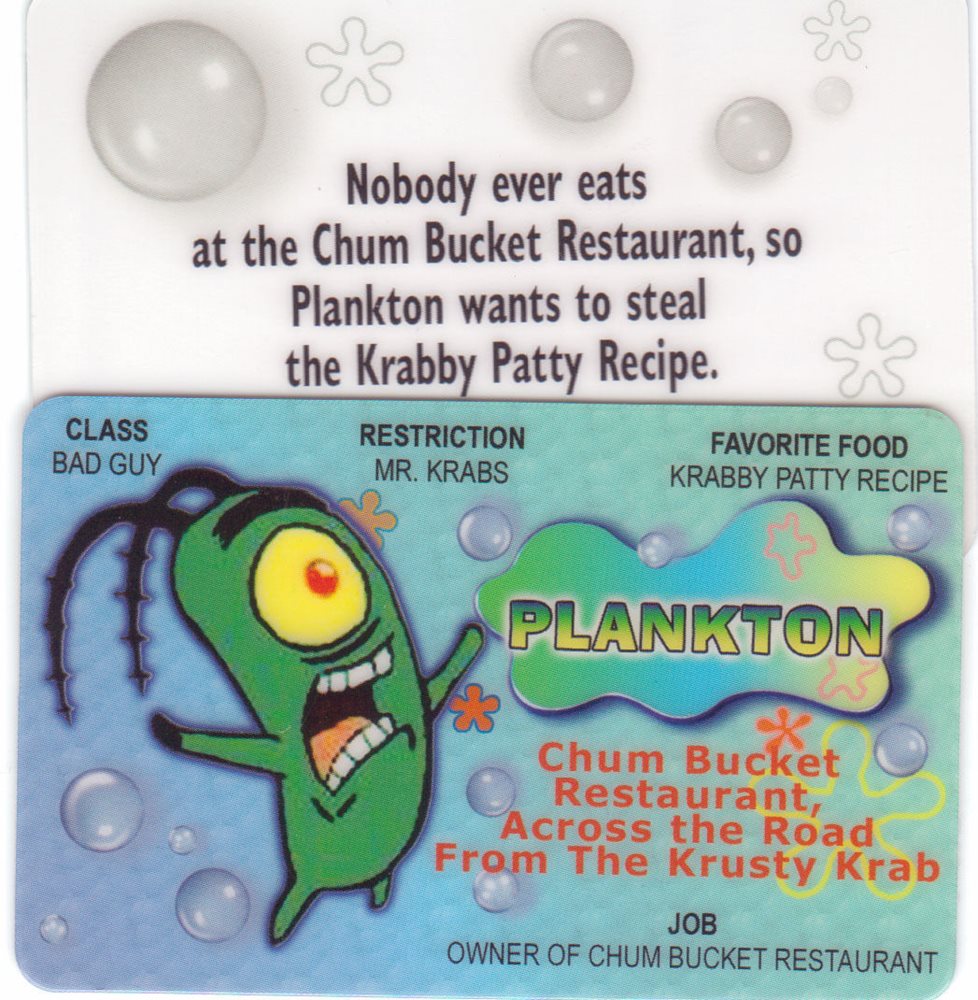 Nobody ever eats
at the Chum Bucket Restaurant, so
Plankton wants to steal
the Krabby Patty Recipe.
CLASS
BAD GUY
RESTRICTION
MR. KRABS
FAVORITE FOOD
KRABBY PATTY RECIPE
PLANKTON
Chum Bucket
Restaurant,
Across the Road
From The Krusty Krab
JOB
OWNER OF CHUM BUCKET RESTAURANT